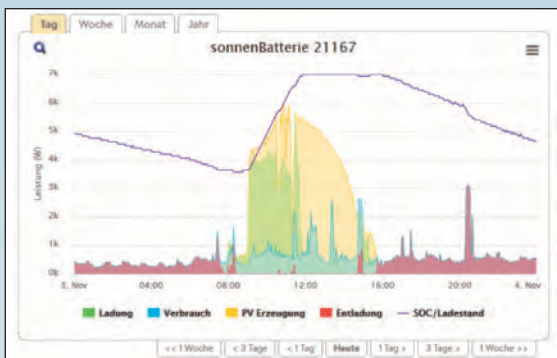 Tag Woche Monat Jahr
sonnenBatterie 21167
Leistung (W)
7k
6k
5k
4k
3k
2k
1k
0k
3. Nov 04:00 08:00 12:00 16:00 20:00 4. Nov
Ladung Verbrauch PV Erzeugung Entladung SOC/Ladestand
<< 1 Woche < 3 Tage < 1 Tag Heute 1 Tag > 3 Tage > 1 Woche >>